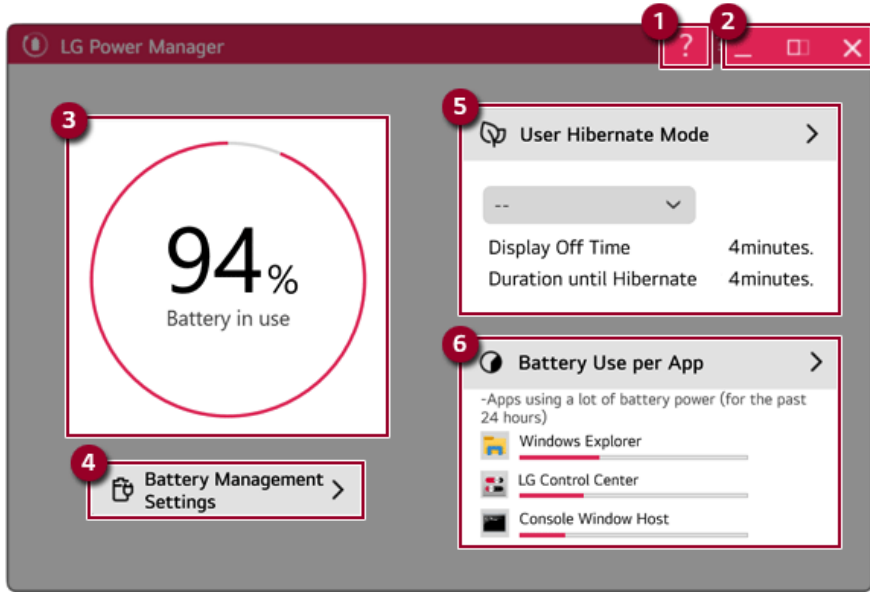 LG Power Manager
1
?
2
3
94%
Battery in use
4
Battery Management
Settings
5
User Hibernate Mode
--
Display Off Time 4minutes.
Duration until Hibernate 4minutes.
6
Battery Use per App
-Apps using a lot of battery power (for the past
24 hours)
Windows Explorer
LG Control Center
Console Window Host